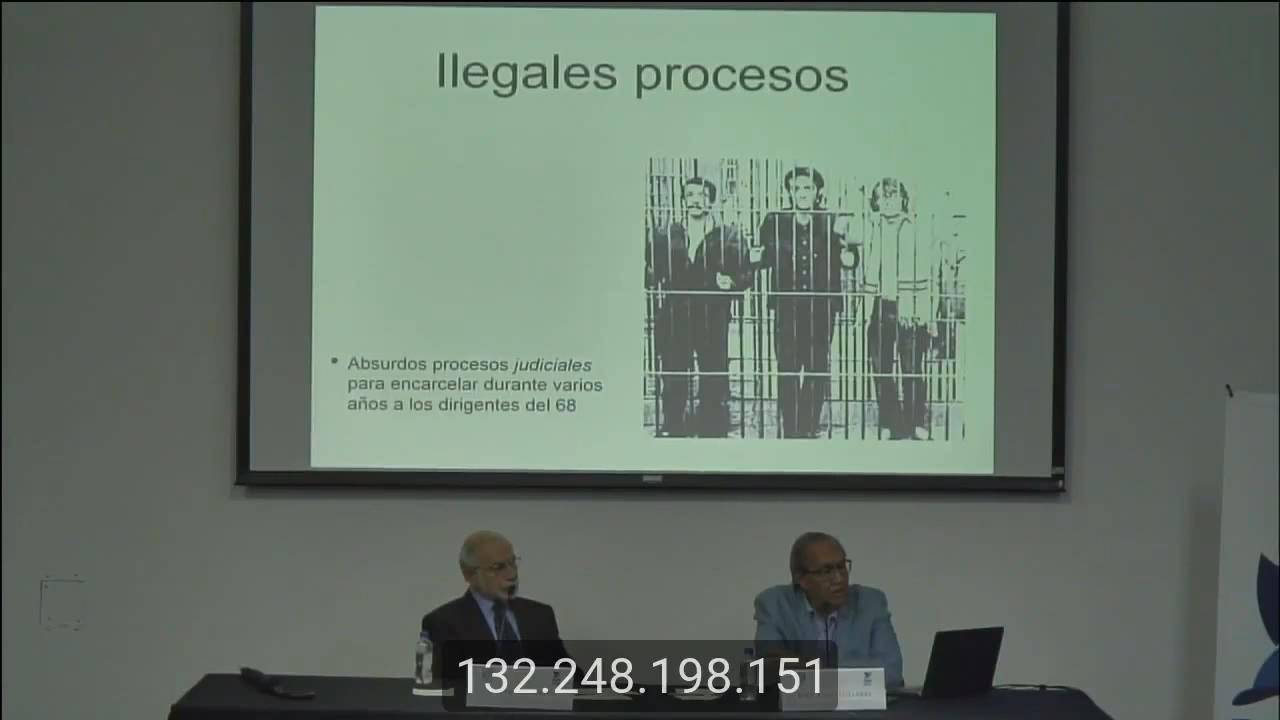 Ilegales procesos
• Absurdos procesos judiciales
para encarcelar durante varios
años a los dirigentes del 68
132.248.198.151